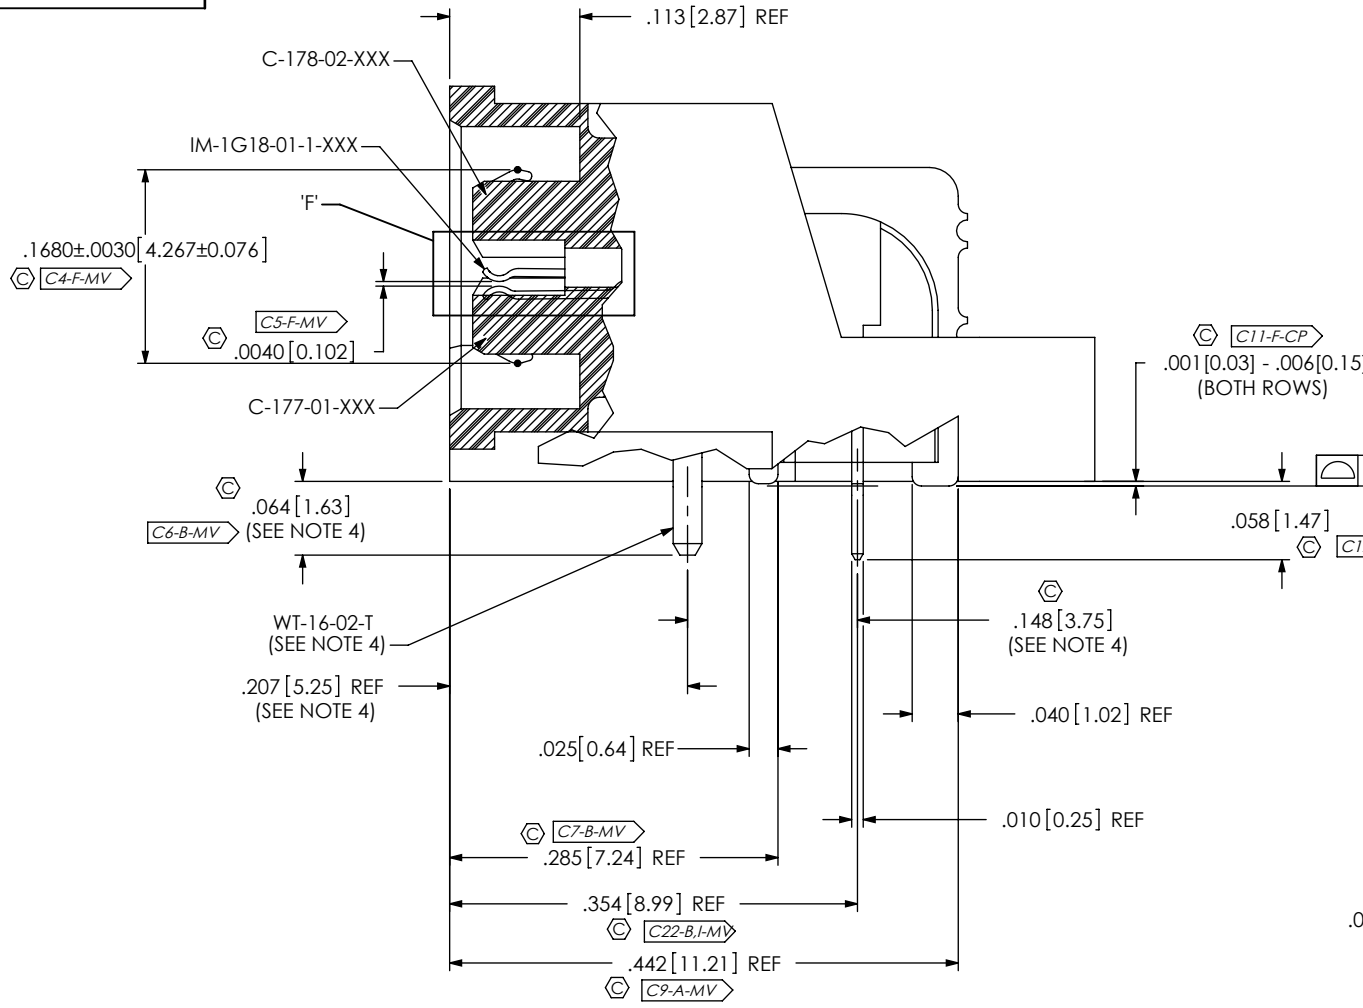 .113[2.87] REF
C-178-02-XXX
IM-1G18-01-1-XXX
'F'
.1680±.0030[4.267±0.076]
C C4-F-MV
C5-F-MV
C .0040[0.102]
C-177-01-XXX
C C11-F-CP
.001[0.03] - .006[0.15]
(BOTH ROWS)
C
.064[1.63]
C6-B-MV (SEE NOTE 4)
.058[1.47]
C C1
WT-16-02-T
(SEE NOTE 4)
C
.148[3.75]
(SEE NOTE 4)
.207[5.25] REF
(SEE NOTE 4)
.040[1.02] REF
.025[0.64] REF
.010[0.25] REF
C C7-B-MV
.285[7.24] REF
.354[8.99] REF
C C22-B,I-MV
.0
.442[11.21] REF
C C9-A-MV